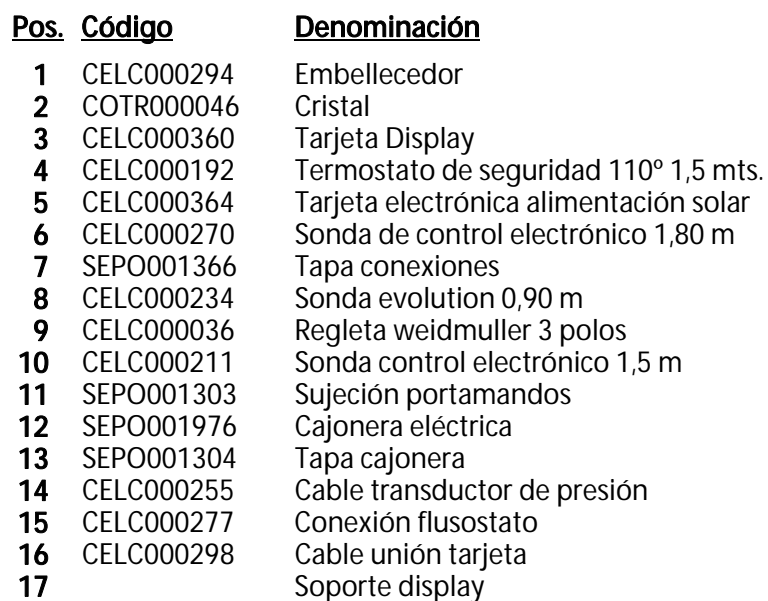 Pos. Código Denominación
1 CELC000294 Embellecedor
2 COTR000046 Cristal
3 CELC000360 Tarjeta Display
4 CELC000192 Termostato de seguridad 110º 1,5 mts.
5 CELC000364 Tarjeta electrónica alimentación solar
6 CELC000270 Sonda de control electrónico 1,80 m
7 SEPO001366 Tapa conexiones
8 CELC000234 Sonda evolution 0,90 m
9 CELC000036 Regleta weidmuller 3 polos
10 CELC000211 Sonda control electrónico 1,5 m
11 SEPO001303 Sujeción portamandos
12 SEPO001976 Cajonera eléctrica
13 SEPO001304 Tapa cajonera
14 CELC000255 Cable transductor de presión
15 CELC000277 Conexión flusostato
16 CELC000298 Cable unión tarjeta
17 Soporte display